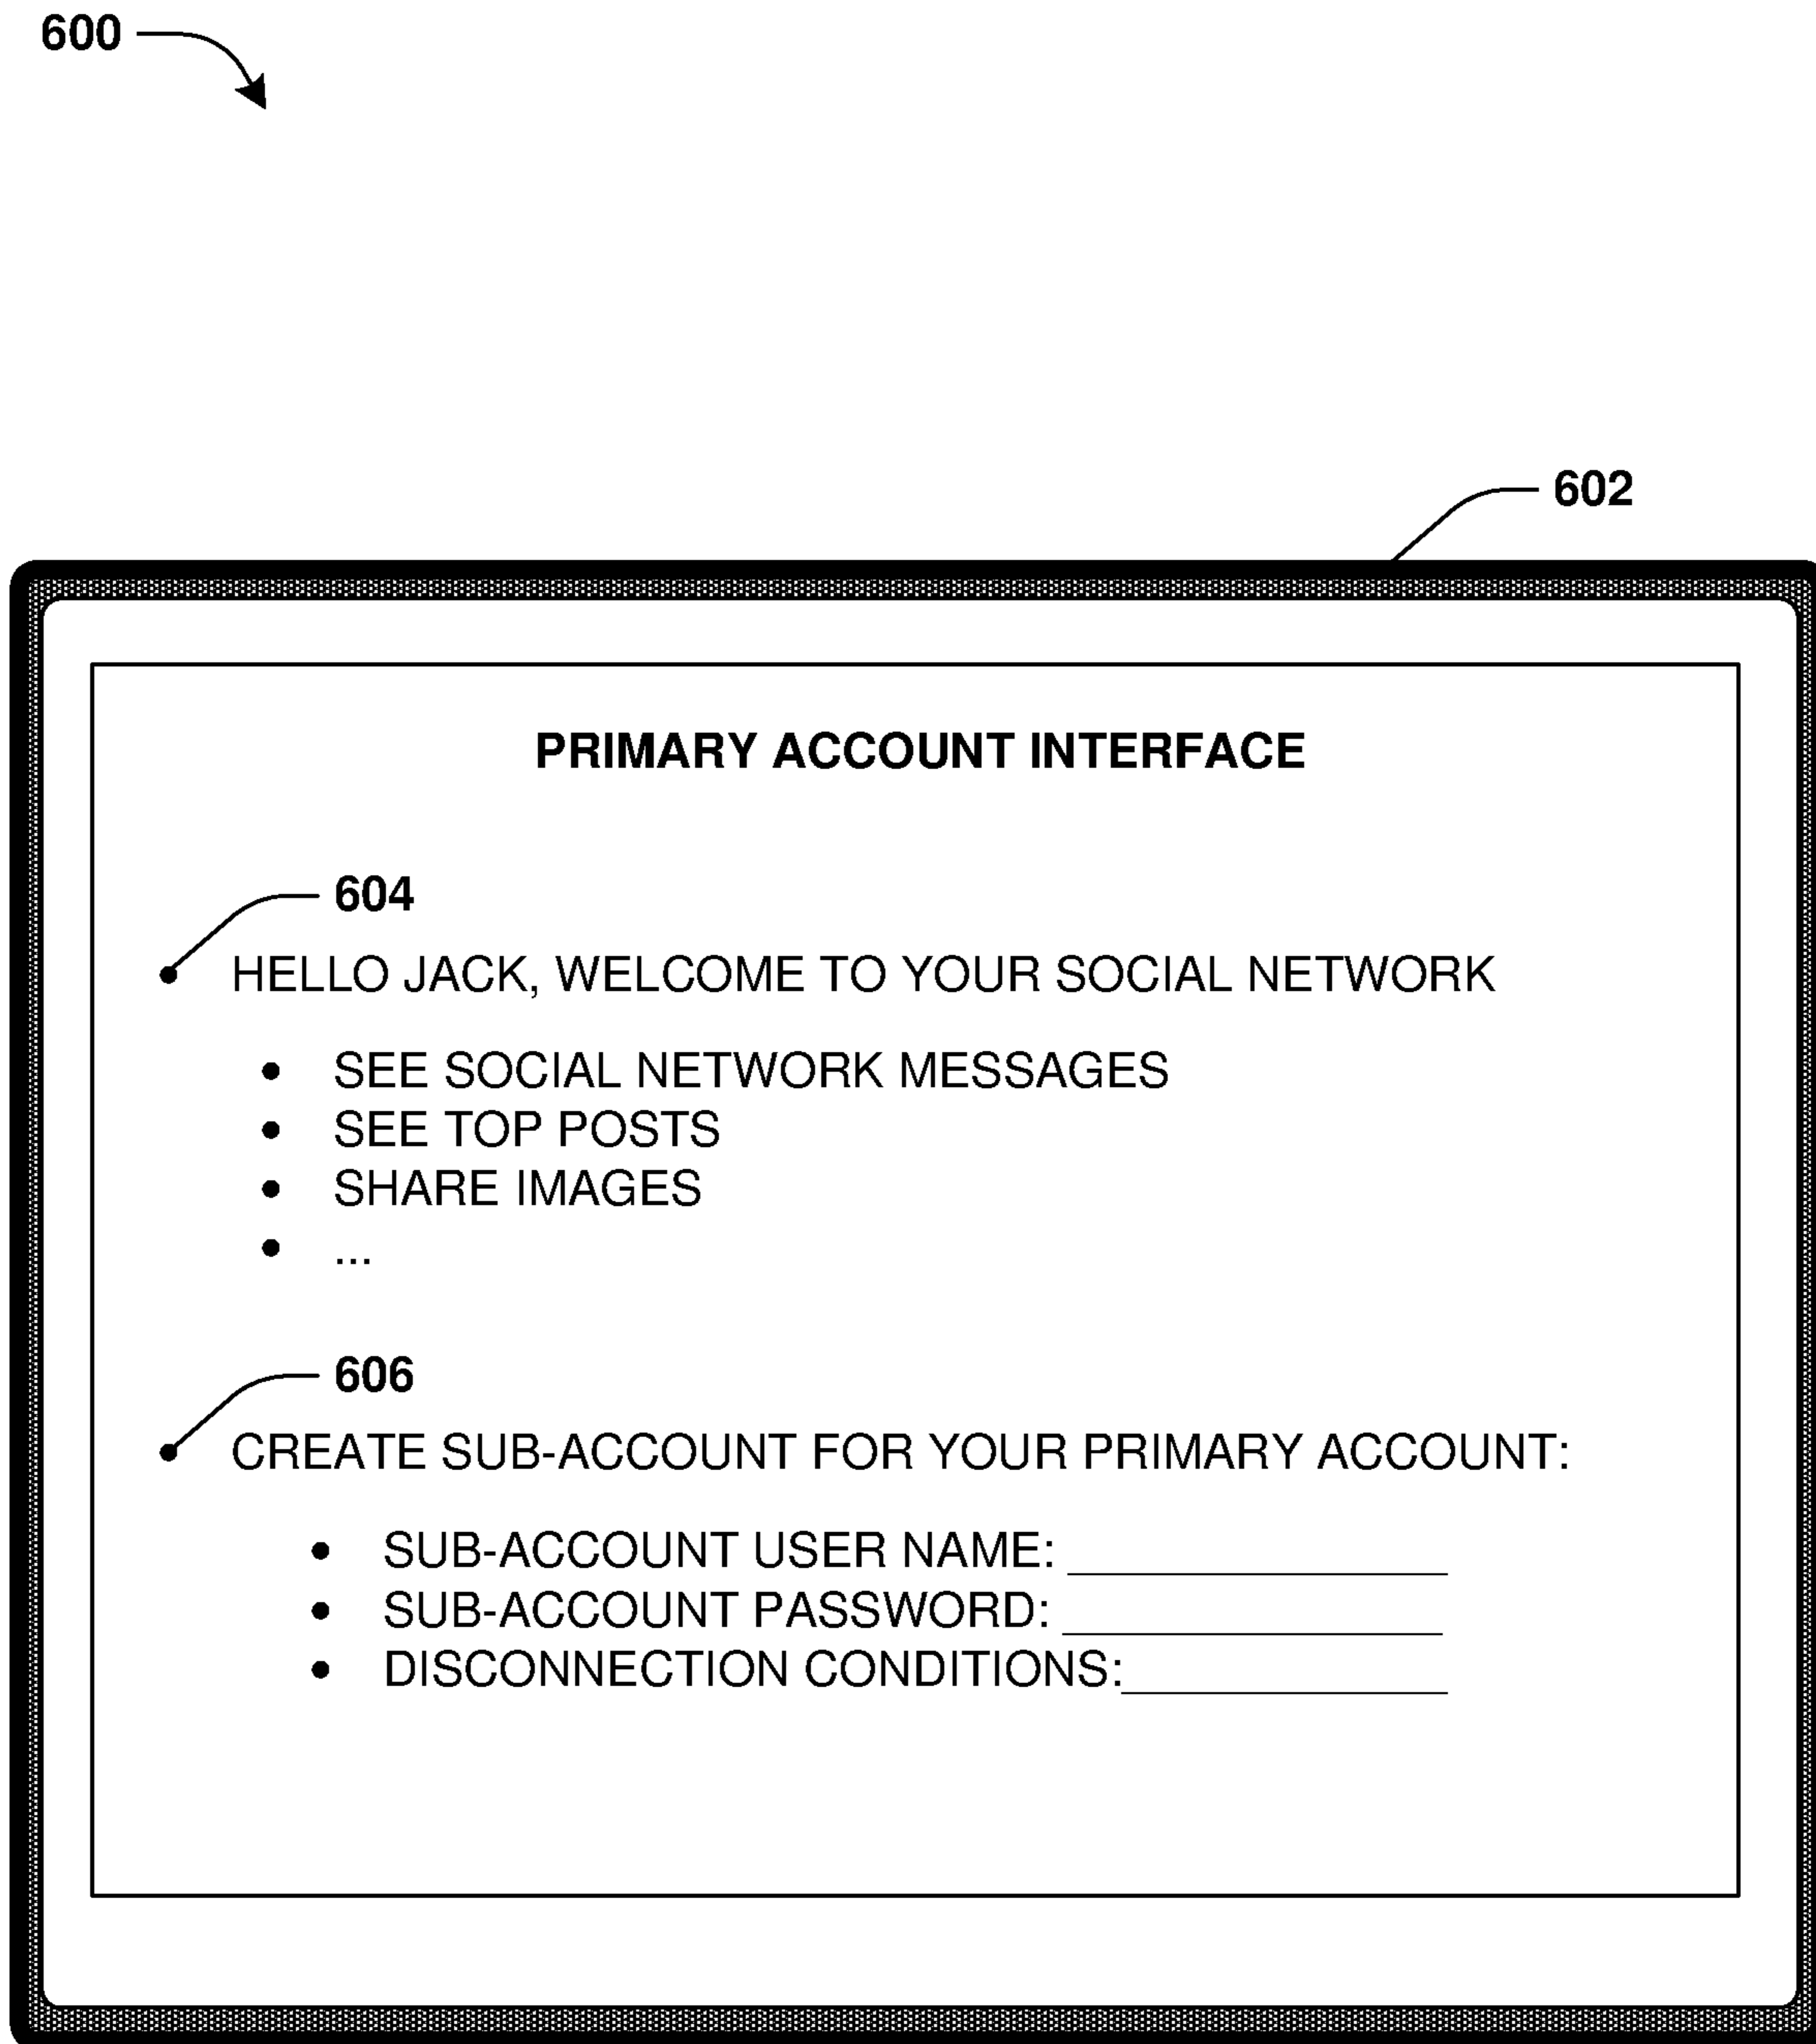 600
602
PRIMARY ACCOUNT INTERFACE
604
• HELLO JACK, WELCOME TO YOUR SOCIAL NETWORK
• SEE SOCIAL NETWORK MESSAGES
• SEE TOP POSTS
• SHARE IMAGES
• ...
606
• CREATE SUB-ACCOUNT FOR YOUR PRIMARY ACCOUNT:
• SUB-ACCOUNT USER NAME: _______________
• SUB-ACCOUNT PASSWORD: _______________
• DISCONNECTION CONDITIONS:_____________